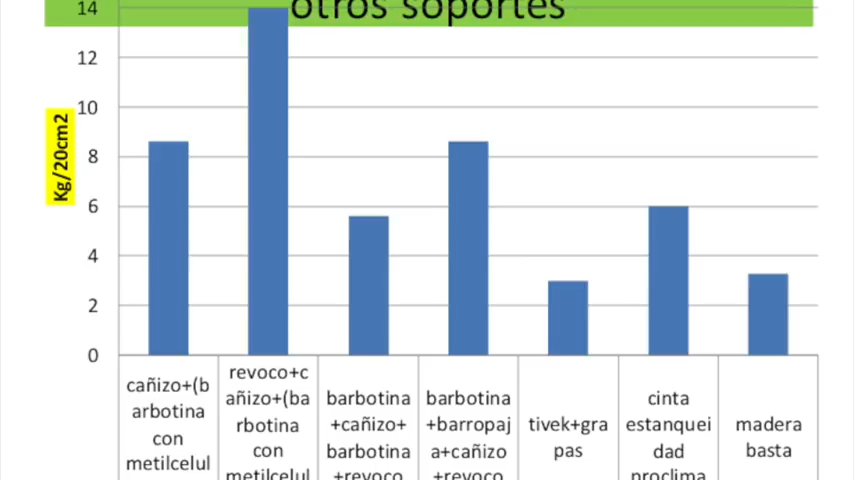 otros soportes
14
12
10
8
6
4
2
0
Kg/20cm2
cañizo+(b
arbotina
con
metilcelul
revoco+c
añizo+(ba
rbotina
con
metilcelul
barbotina
+cañizo+
barbotina
+revoco
barbotina
+barropaj
a+cañizo
+revoco
tivek+gra
pas
cinta
estanquei
dad
proclima
madera
basta